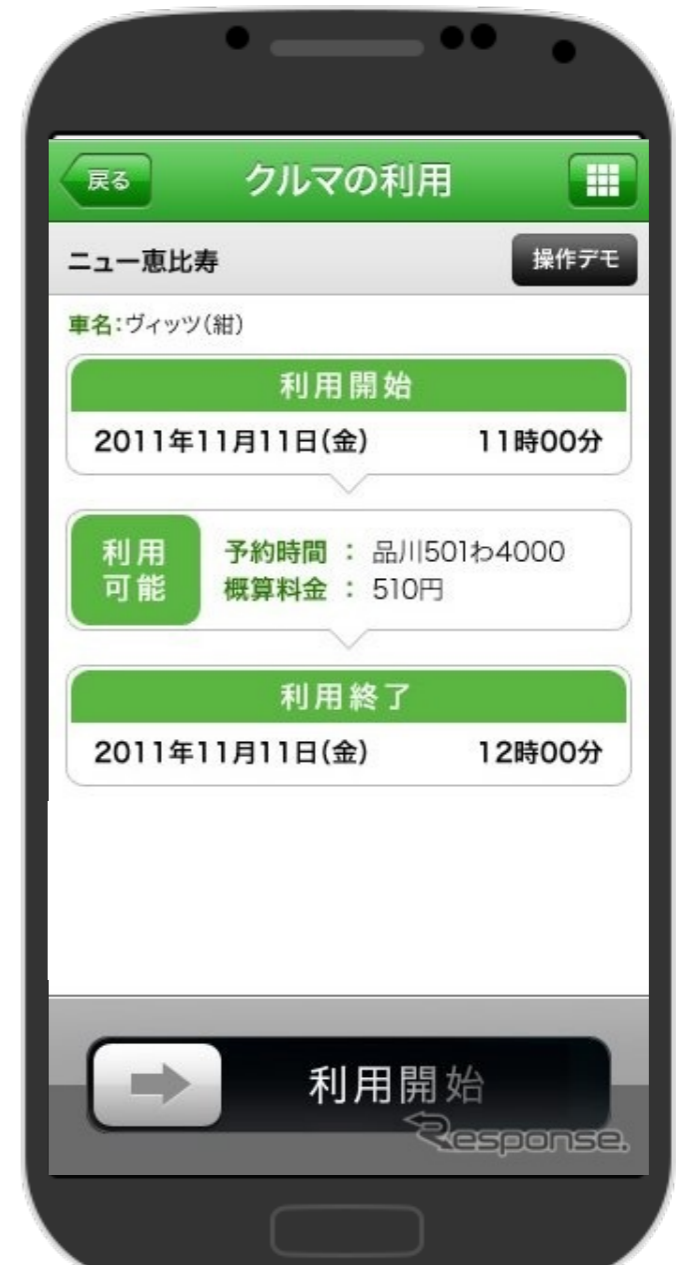 戻る
クルマの利用
ニュー恵比寿
操作デモ
車名:ヴィッツ(紺)
利用開始
2011年11月11日(金) 11時00分
利用可能
予約時間 : 品川501わ4000
概算料金 : 510円
利用終了
2011年11月11日(金) 12時00分
利用開始
Response.